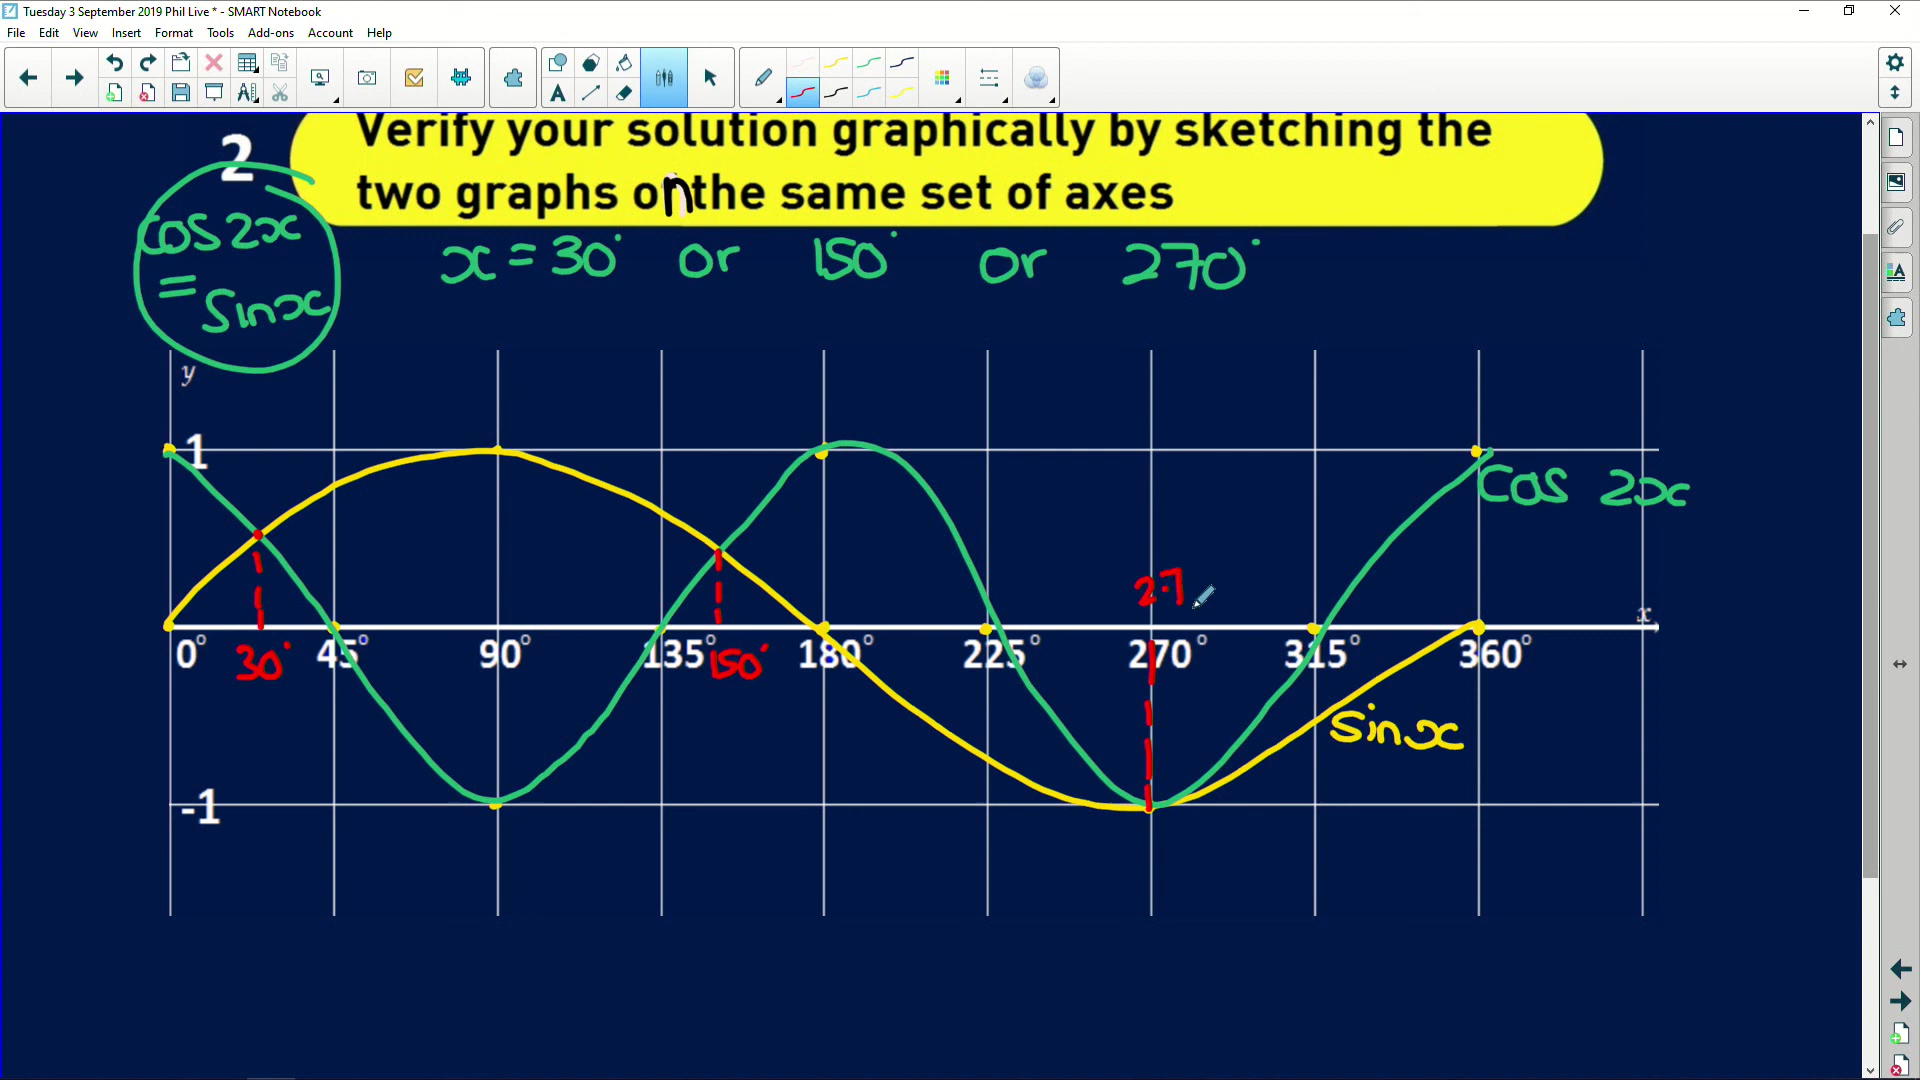 Tuesday 3 September 2019 Phil Live * - SMART Notebook
File Edit View Insert Format Tools Add-ons Account Help
2
Verify your solution graphically by sketching the
two graphs on the same set of axes
cos 2x
= sinx
x = 30° or 150° or 270°
y
1
cos 2x
27
x
0° 30° 45° 90° 135° 150° 180° 225° 270° 315° 360°
sinx
-1